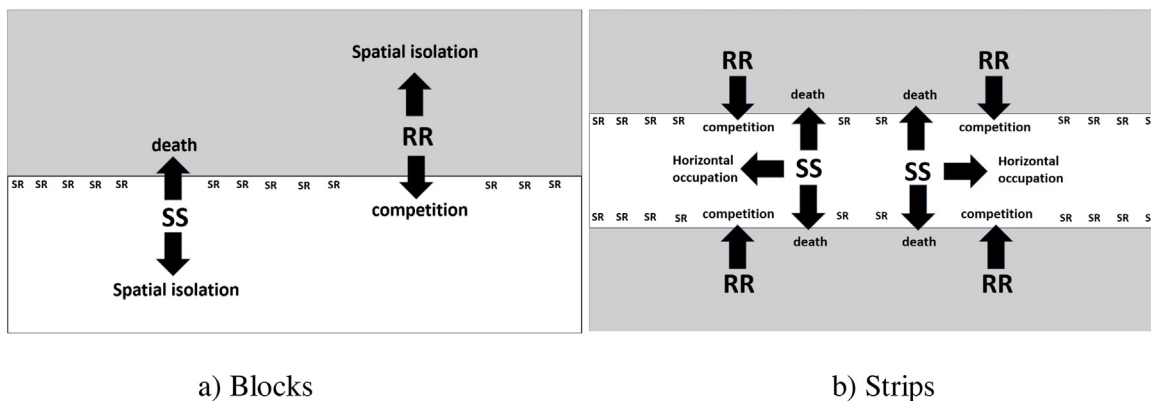 Spatial isolation
RR
death
SR SR SR SR SR SR SR SR SR SR SR SR SR SR
SS
competition
Spatial isolation
a) Blocks
RR RR
death death
SR SR SR SR competition SR SR competition SR SR SR S
Horizontal occupation SS SS Horizontal occupation
SR SR SR SR competition SR SR competition SR SR SR S
death death
RR RR
b) Strips